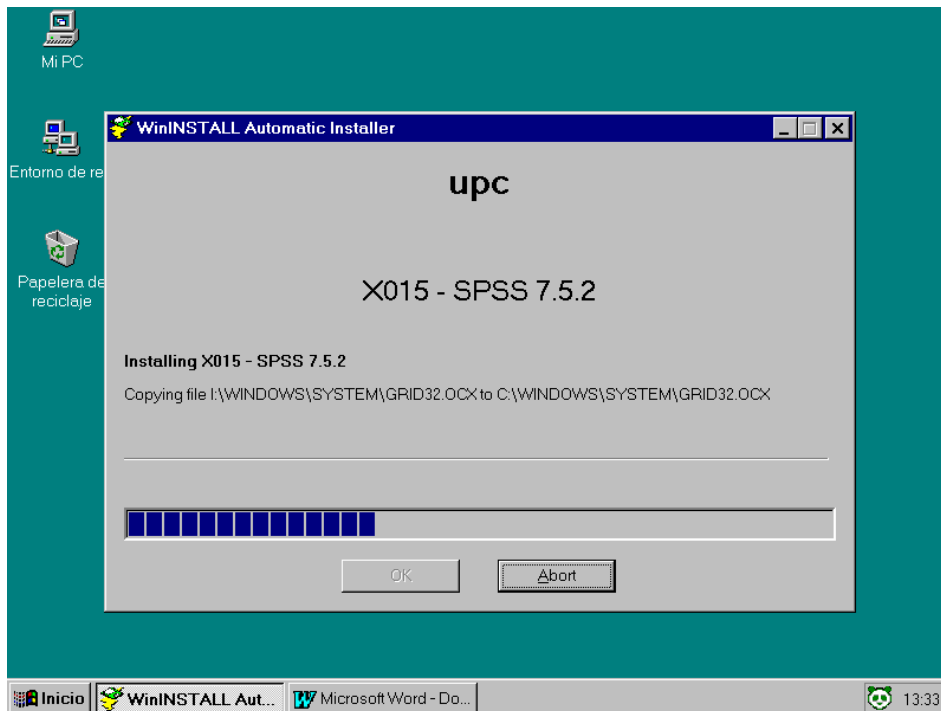 Mi PC
Entorno de re
Papelera de
reciclaje
WinINSTALL Automatic Installer
upc
X015 - SPSS 7.5.2
Installing X015 - SPSS 7.5.2
Copying file I:\WINDOWS\SYSTEM\GRID32.OCX to C:\WINDOWS\SYSTEM\GRID32.OCX
OK
Abort
Inicio
WinINSTALL Aut...
Microsoft Word - Do...
13:33